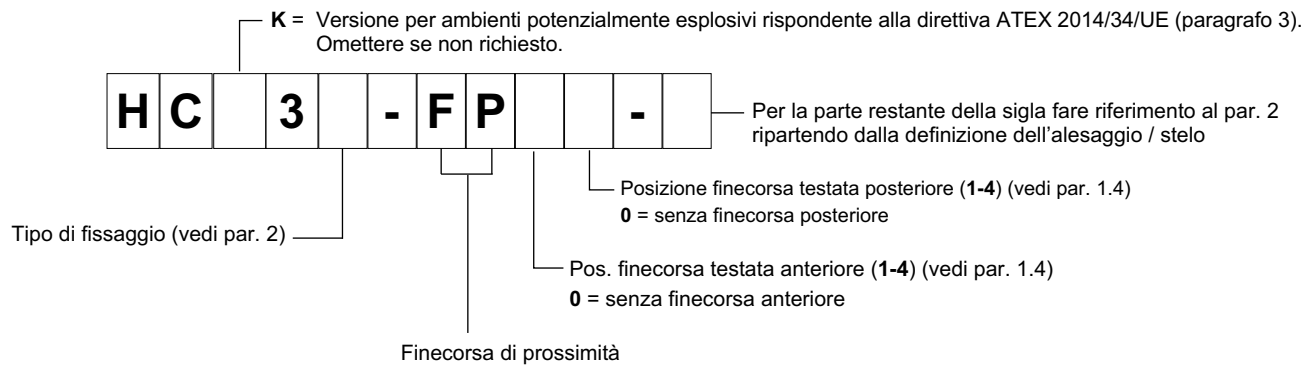 K = Versione per ambienti potenzialmente esplosivi rispondente alla direttiva ATEX 2014/34/UE (paragrafo 3).
Omettere se non richiesto.
H C 3 - F P -
Per la parte restante della sigla fare riferimento al par. 2
ripartendo dalla definizione dell'alesaggio / stelo
Posizione finecorsa testata posteriore (1-4) (vedi par. 1.4)
0 = senza finecorsa posteriore
Tipo di fissaggio (vedi par. 2)
Pos. finecorsa testata anteriore (1-4) (vedi par. 1.4)
0 = senza finecorsa anteriore
Finecorsa di prossimità